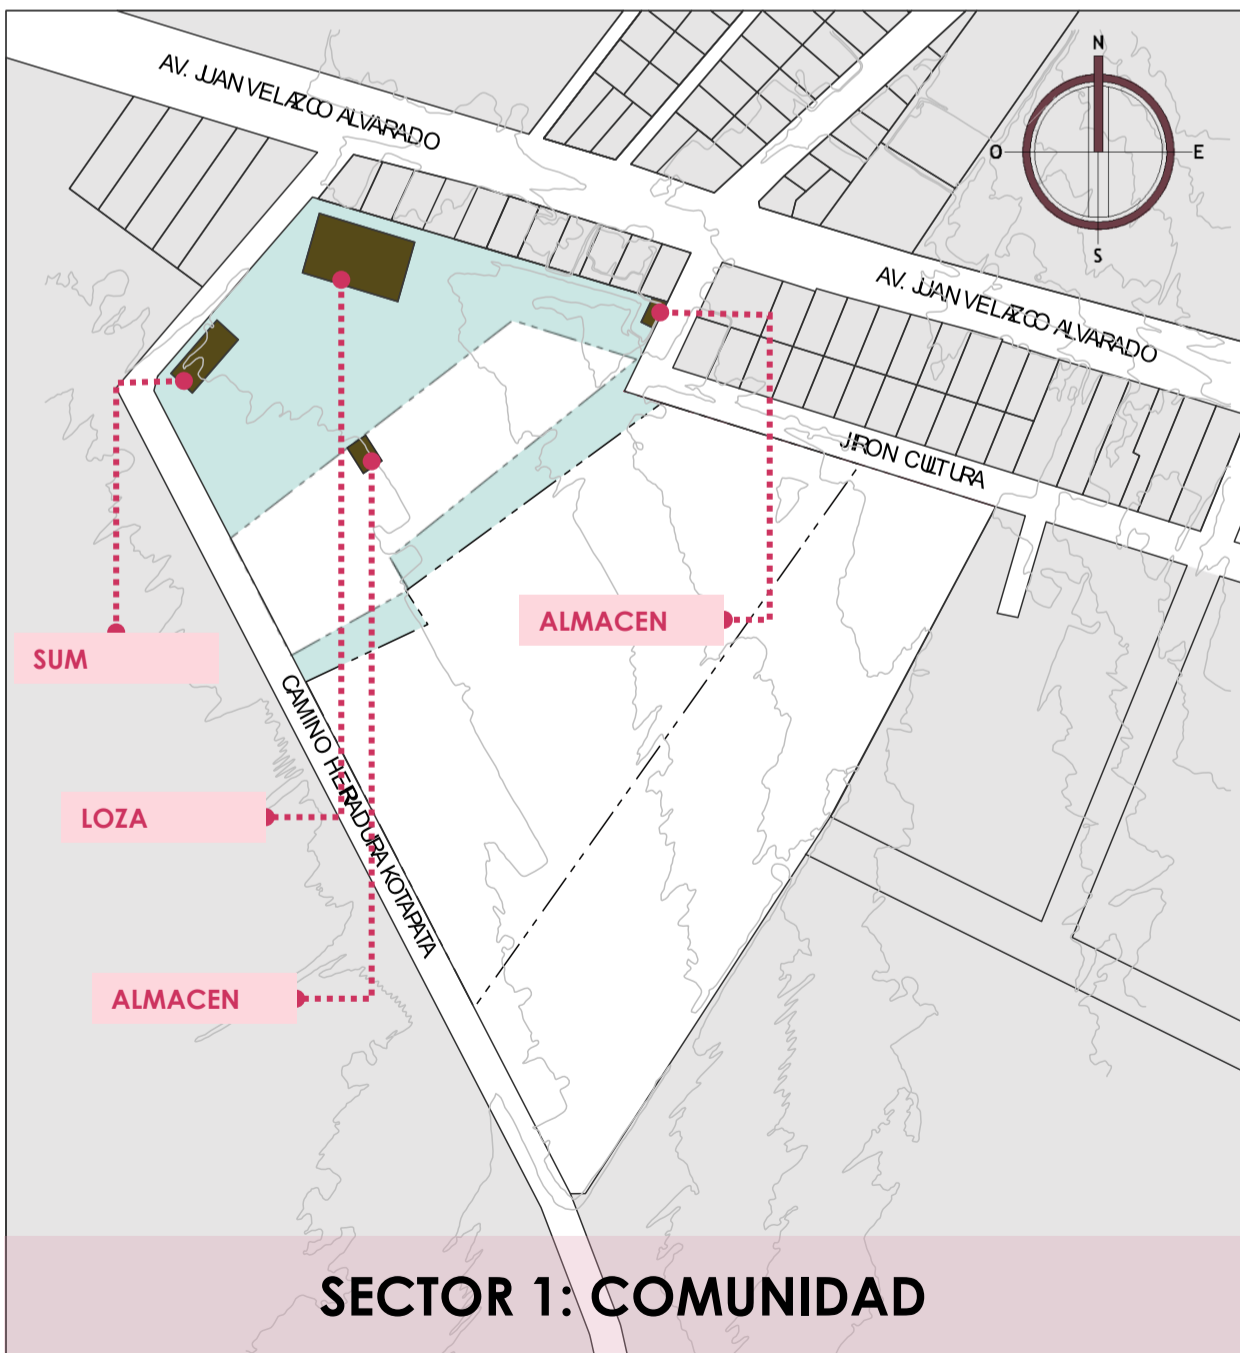 N
O
E
S
AV. JUAN VELAZCO ALVARADO
AV. JUAN VELAZCO ALVARADO
JIRON CULTURA
ALMACEN
SUM
CAMINO HERRADURA KOTAPATA
LOZA
ALMACEN
SECTOR 1: COMUNIDAD